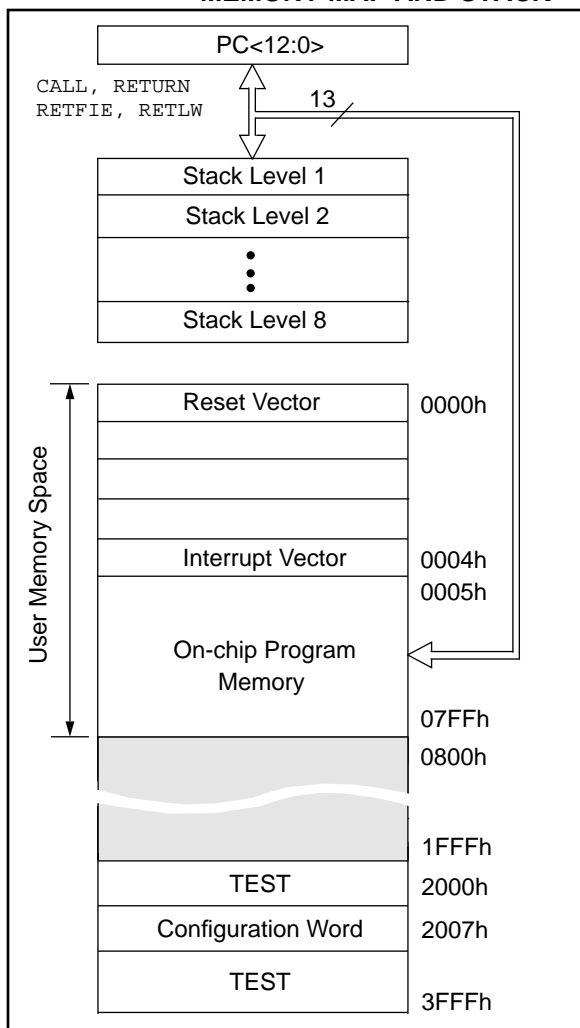 PC<12:0>
CALL, RETURN
RETFIE, RETLW
13
Stack Level 1
Stack Level 2
Stack Level 8
User Memory Space
Reset Vector
0000h
Interrupt Vector
0004h
0005h
On-chip Program
Memory
07FFh
0800h
1FFFh
TEST
2000h
Configuration Word
2007h
TEST
3FFFh